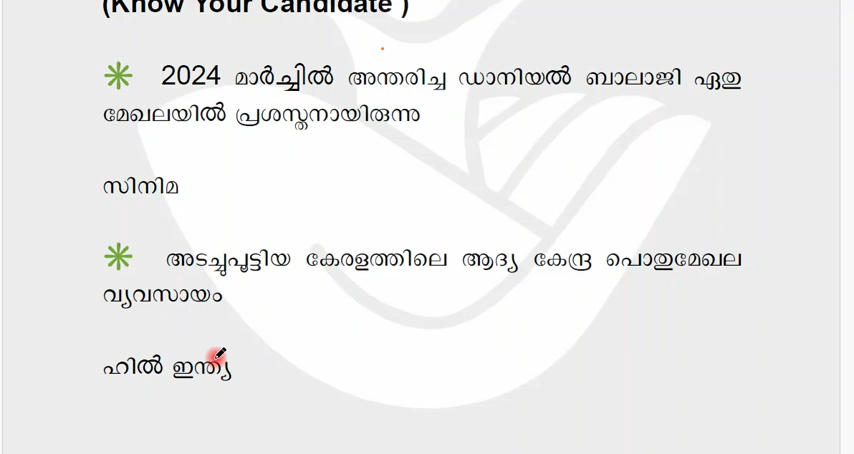 (Know Your Candidate )
✳ 2024 മാർച്ചിൽ അന്തരിച്ച ഡാനിയൽ ബാലാജി ഏതു
മേഖലയിൽ പ്രശസ്തനായിരുന്നു
സിനിമ
✳ അടച്ചുപൂട്ടിയ കേരളത്തിലെ ആദ്യ കേന്ദ്ര പൊതുമേഖല
വ്യവസായം
ഹിൽ ഇന്ത്യ